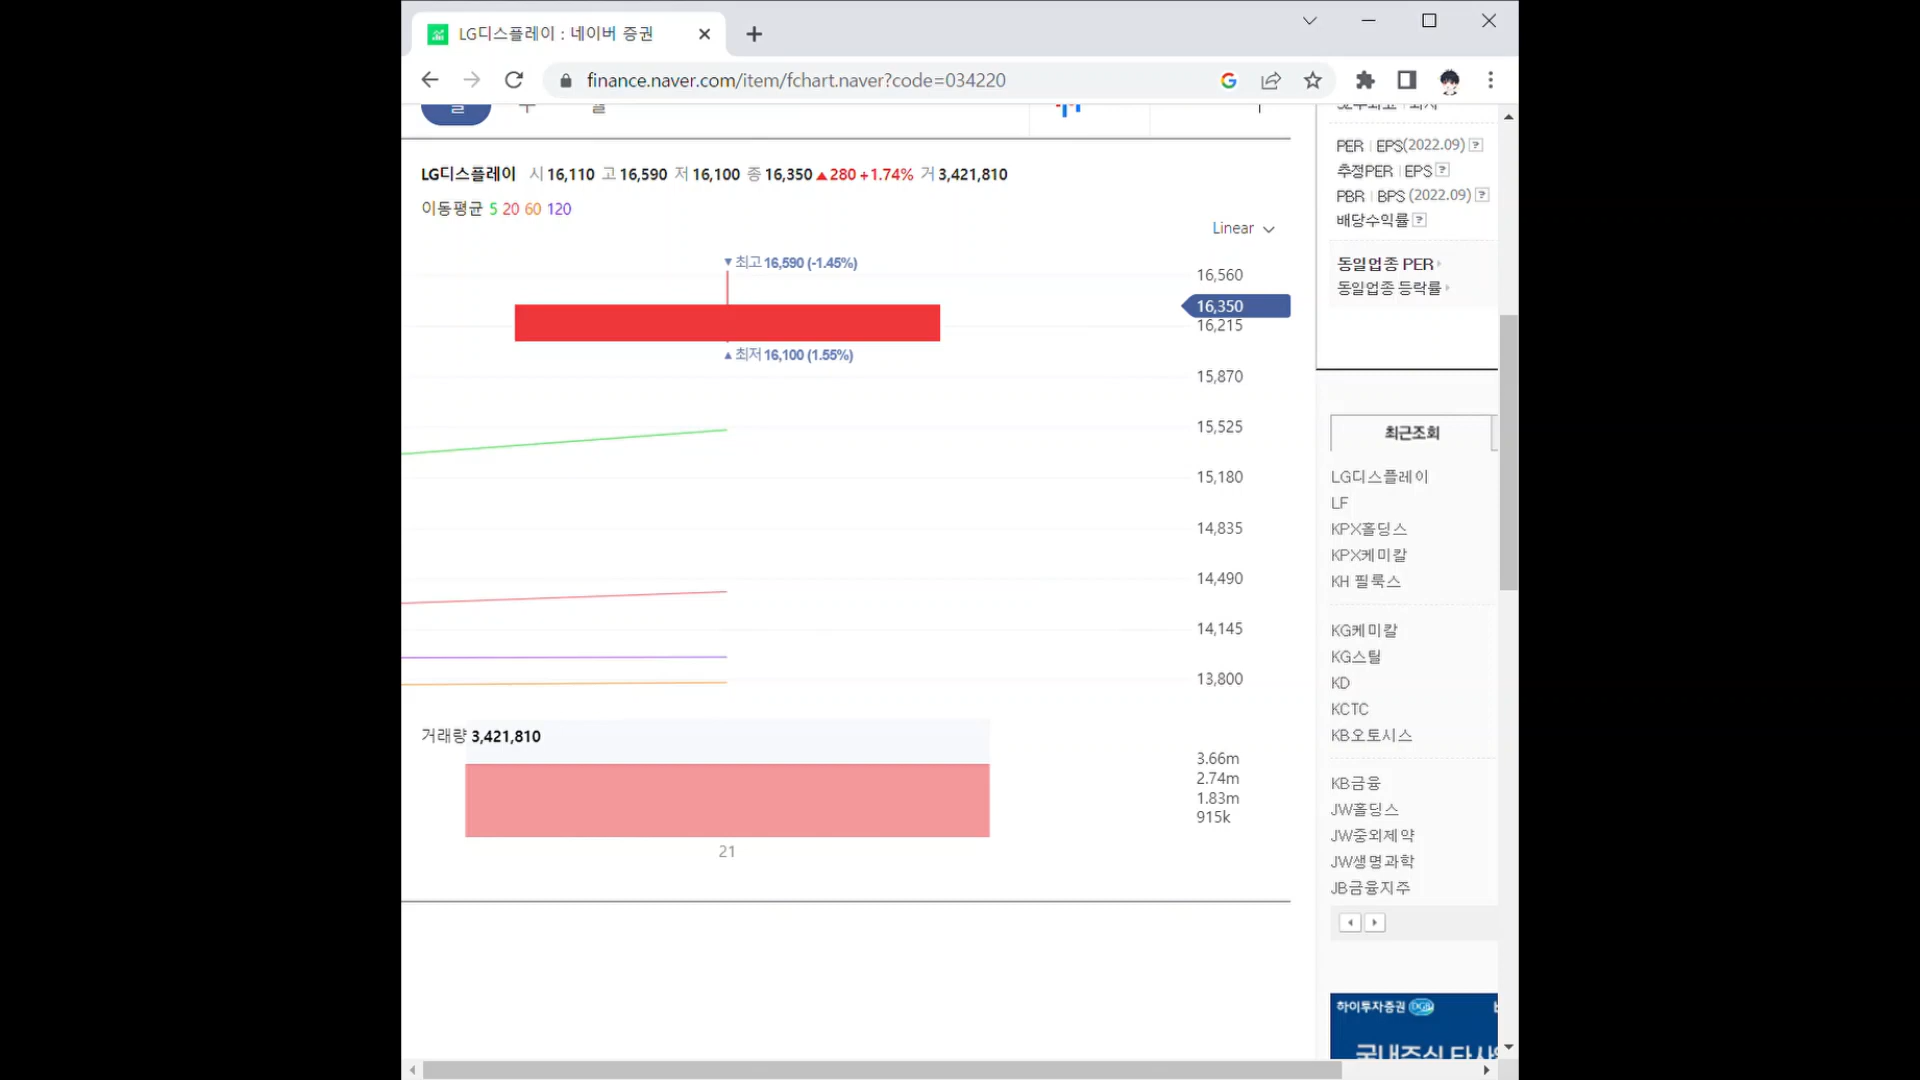 LG디스플레이 : 네이버 증권
finance.naver.com/item/fchart.naver?code=034220
LG디스플레이 시 16,110 고 16,590 저 16,100 종 16,350 ▲280 +1.74% 거 3,421,810
이동평균 5 20 60 120
Linear
▼최고 16,590 (-1.45%)
▲최저 16,100 (1.55%)
16,560
16,350
16,215
15,870
15,525
15,180
14,835
14,490
14,145
13,800
거래량 3,421,810
3.66m
2.74m
1.83m
915k
21
PER | EPS(2022.09) ?
추정PER | EPS ?
PBR | BPS (2022.09) ?
배당수익률 ?
동일업종 PER
동일업종 등락률
최근조회
LG디스플레이
LF
KPX홀딩스
KPX케미칼
KH 필룩스
KG케미칼
KG스틸
KD
KCTC
KB오토시스
KB금융
JW홀딩스
JW중외제약
JW생명과학
JB금융지주
하이투자증권 DGB